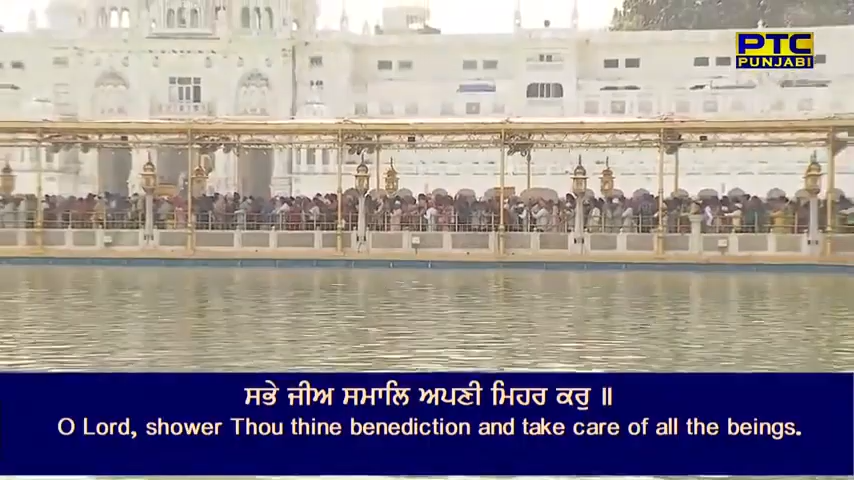 PTC
PUNJABI
ਸਭੇ ਜੀਅ ਸਮਾਲਿ ਅਪਣੀ ਮਿਹਰ ਕਰੁ ॥
O Lord, shower Thou thine benediction and take care of all the beings.